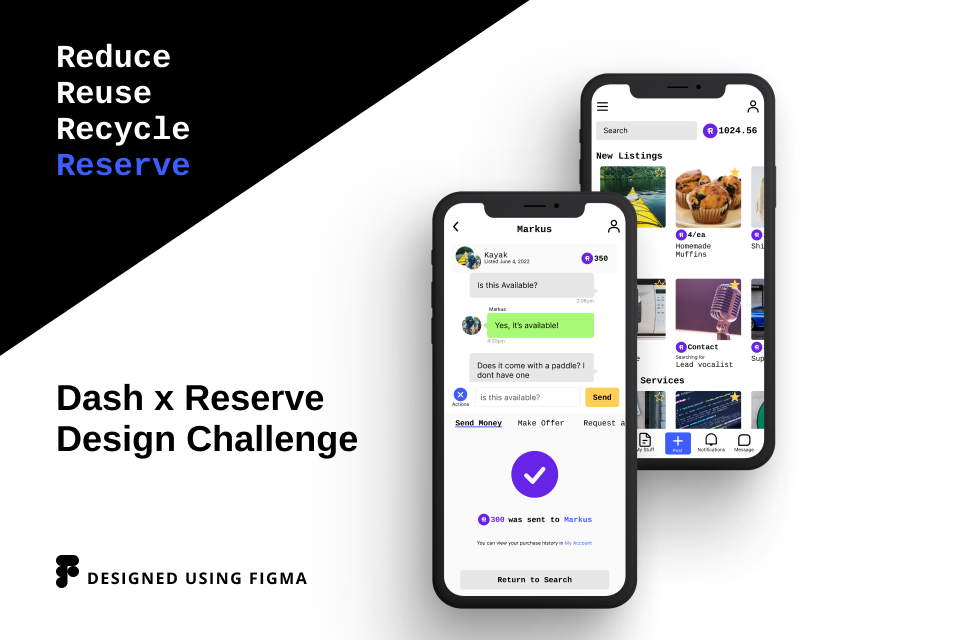 Reduce
Reuse
Recycle
Reserve
Dash x Reserve
Design Challenge
DESIGNED USING FIGMA
Markus
Kayak
Listed June 4, 2022
350
Is this Available?
2:08pm
Markus
Yes, It's available!
4:30pm
Does it come with a paddle? I
dont have one
Actions
is this available?
Send
Send Money
Make Offer
Request a
300 was sent to Markus
You can view your purchase history in My Account
Return to Search
Search
1024.56
New Listings
4/ea
Homemade
Muffins
Shi
Contact
Searching for
Lead vocalist
Sup
Services
My Stuff
Post
Notifications
Message